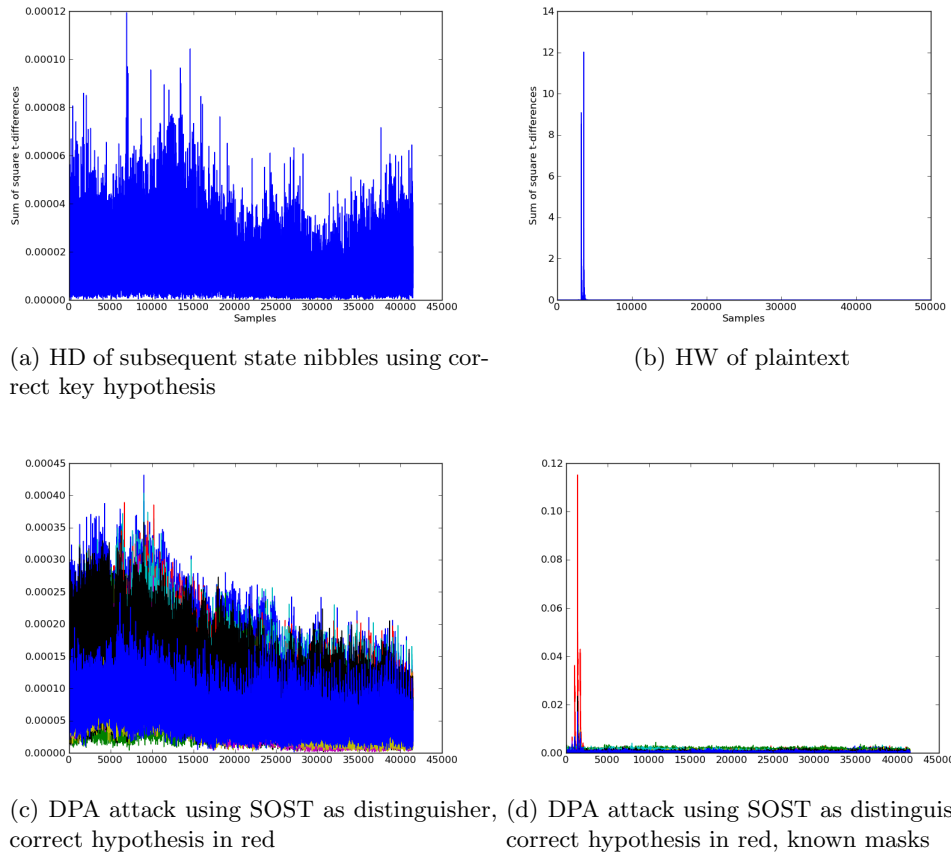 0.00012
0.00010
0.00008
0.00006
0.00004
0.00002
0.00000
Sum of square t-differences
0 5000 10000 15000 20000 25000 30000 35000 40000 45000
Samples
14
12
10
8
6
4
2
0
Sum of square t-differences
0 10000 20000 30000 40000 50000
Samples
(a) HD of subsequent state nibbles using cor-
rect key hypothesis
(b) HW of plaintext
0.00045
0.00040
0.00035
0.00030
0.00025
0.00020
0.00015
0.00010
0.00005
0.00000
0 5000 10000 15000 20000 25000 30000 35000 40000 45000
0.12
0.10
0.08
0.06
0.04
0.02
0.00
0 5000 10000 15000 20000 25000 30000 35000 40000 45000
(c) DPA attack using SOST as distinguisher,
correct hypothesis in red
(d) DPA attack using SOST as distinguis
correct hypothesis in red, known masks